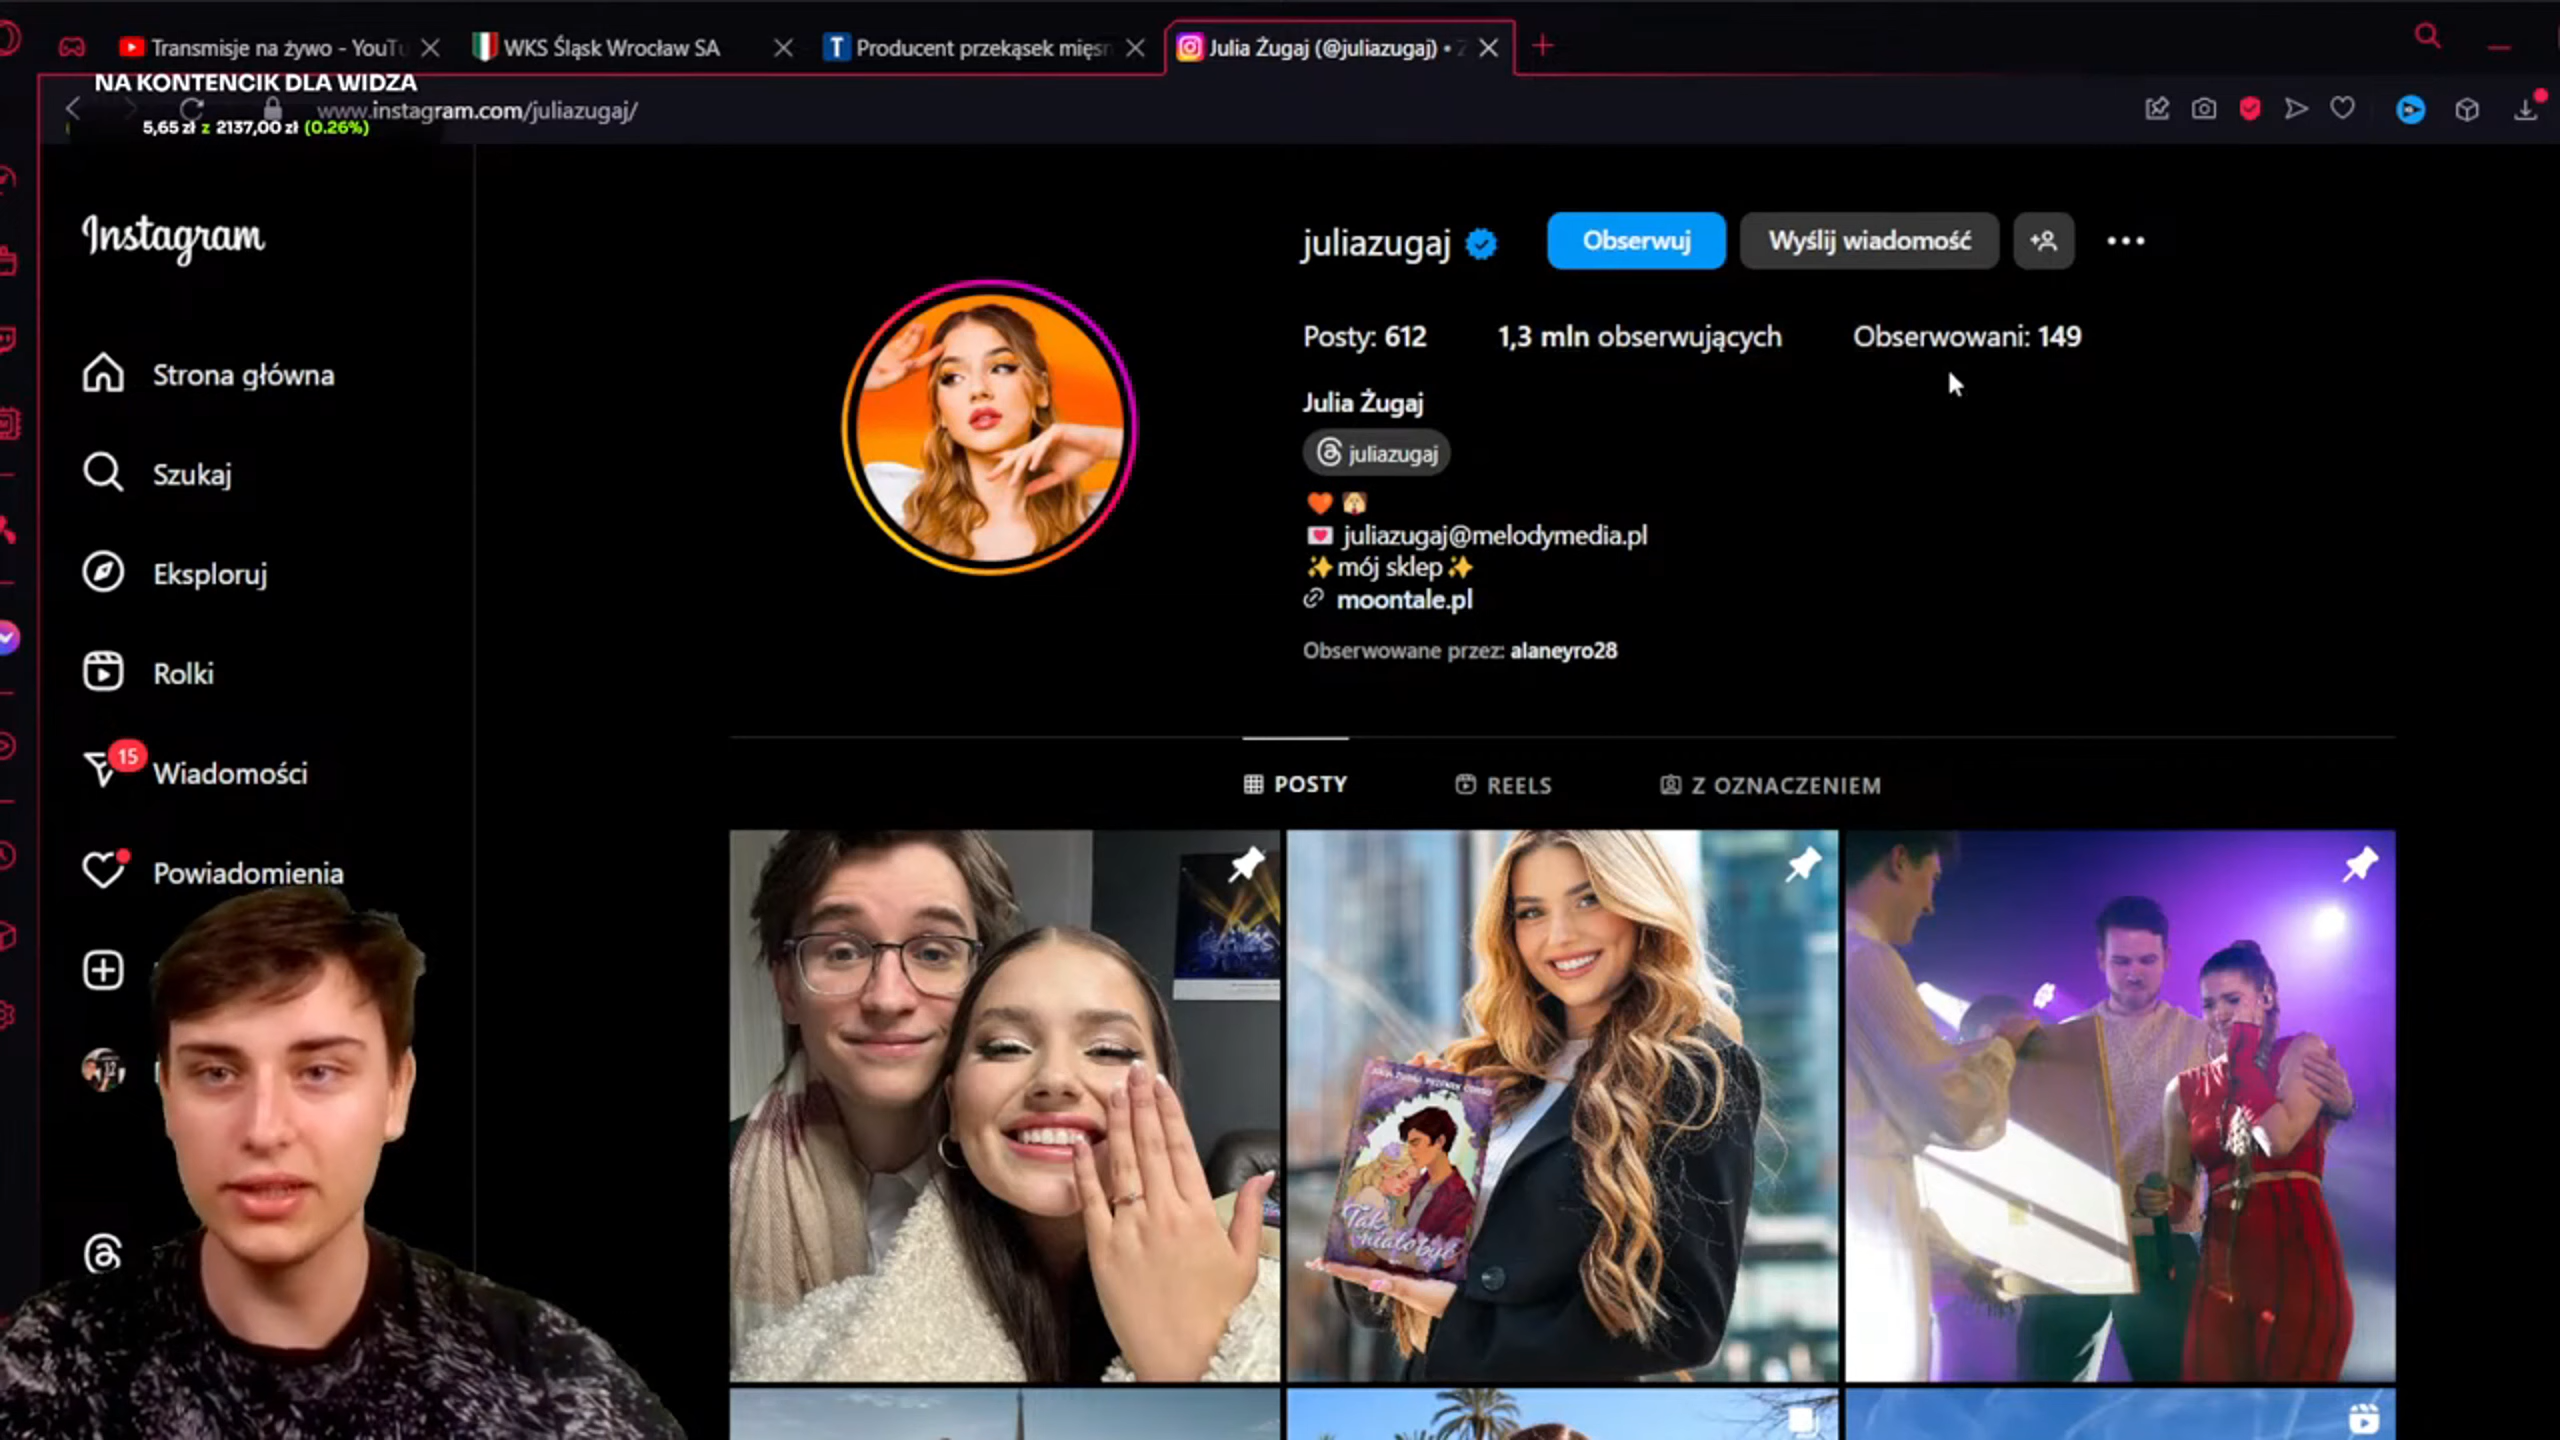 Transmisje na żywo - YouTu
WKS Śląsk Wrocław SA
Producent przekąsek mięsn
Julia Żugaj (@juliazugaj) •
NA KONTENCIK DLA WIDZA
www.instagram.com/juliazugaj/
5,65 zł z 2137,00 zł (0.26%)
Instagram
juliazugaj
Obserwuj
Wyślij wiadomość
Posty: 612
1,3 mln obserwujących
Obserwowani: 149
Strona główna
Julia Żugaj
juliazugaj
Szukaj
juliazugaj@melodymedia.pl
✨mój sklep✨
Eksploruj
moontale.pl
Obserwowane przez: alaneyro28
Rolki
15
Wiadomości
POSTY
REELS
Z OZNACZENIEM
Powiadomienia
Tak
miało być